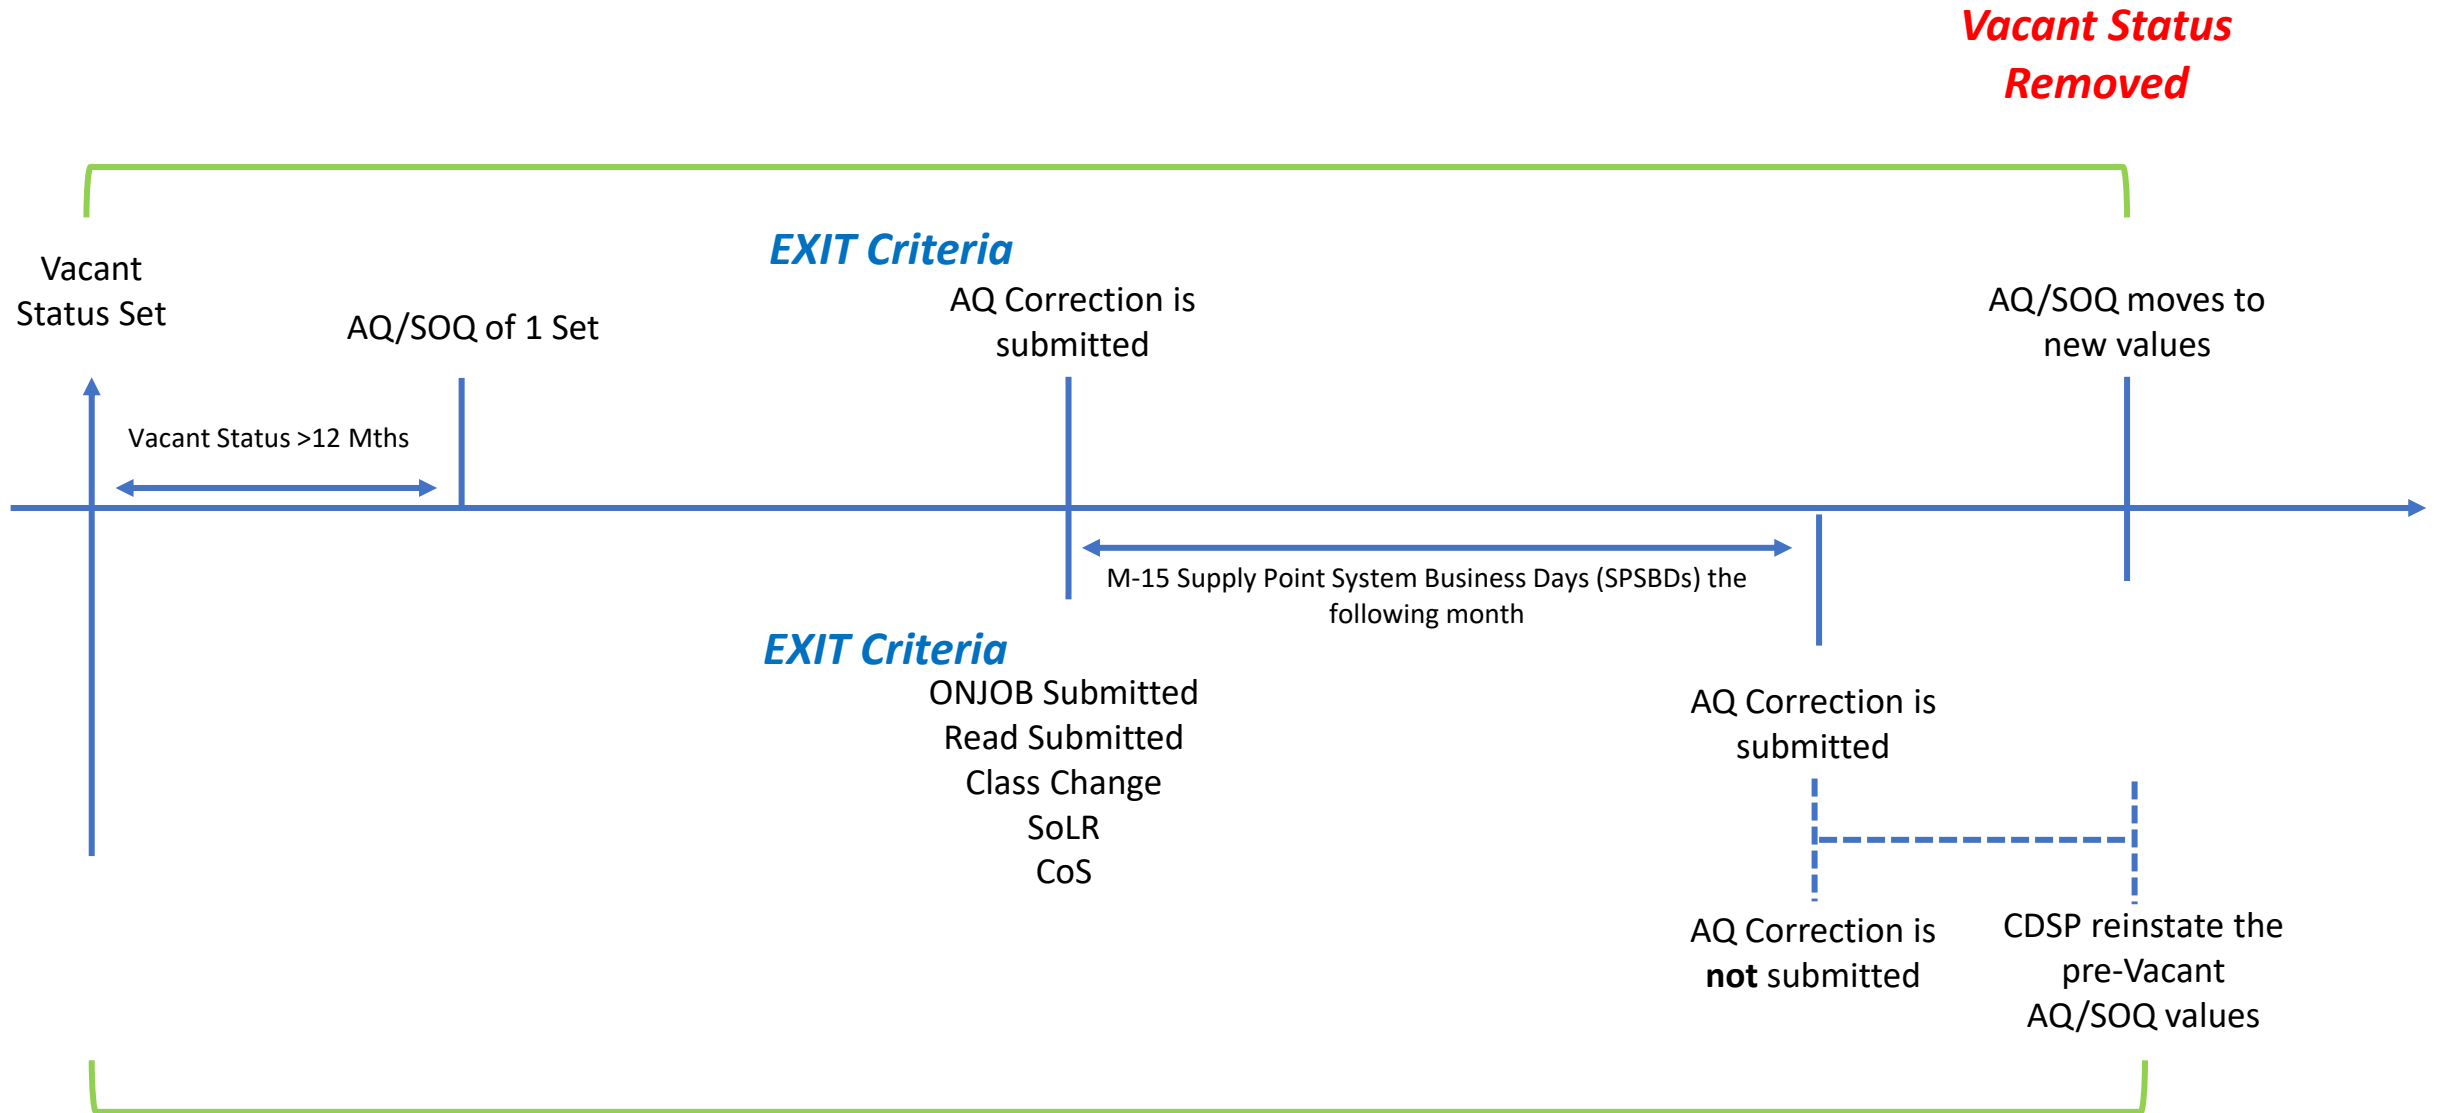 Vacant Status
Removed
EXIT Criteria
Vacant
Status Set
AQ/SOQ of 1 Set
AQ Correction is
submitted
AQ/SOQ moves to
new values
Vacant Status >12 Mths
M-15 Supply Point System Business Days (SPSBDs) the
following month
EXIT Criteria
ONJOB Submitted
Read Submitted
Class Change
SoLR
CoS
AQ Correction is
submitted
AQ Correction is
not submitted
CDSP reinstate the
pre-Vacant
AQ/SOQ values